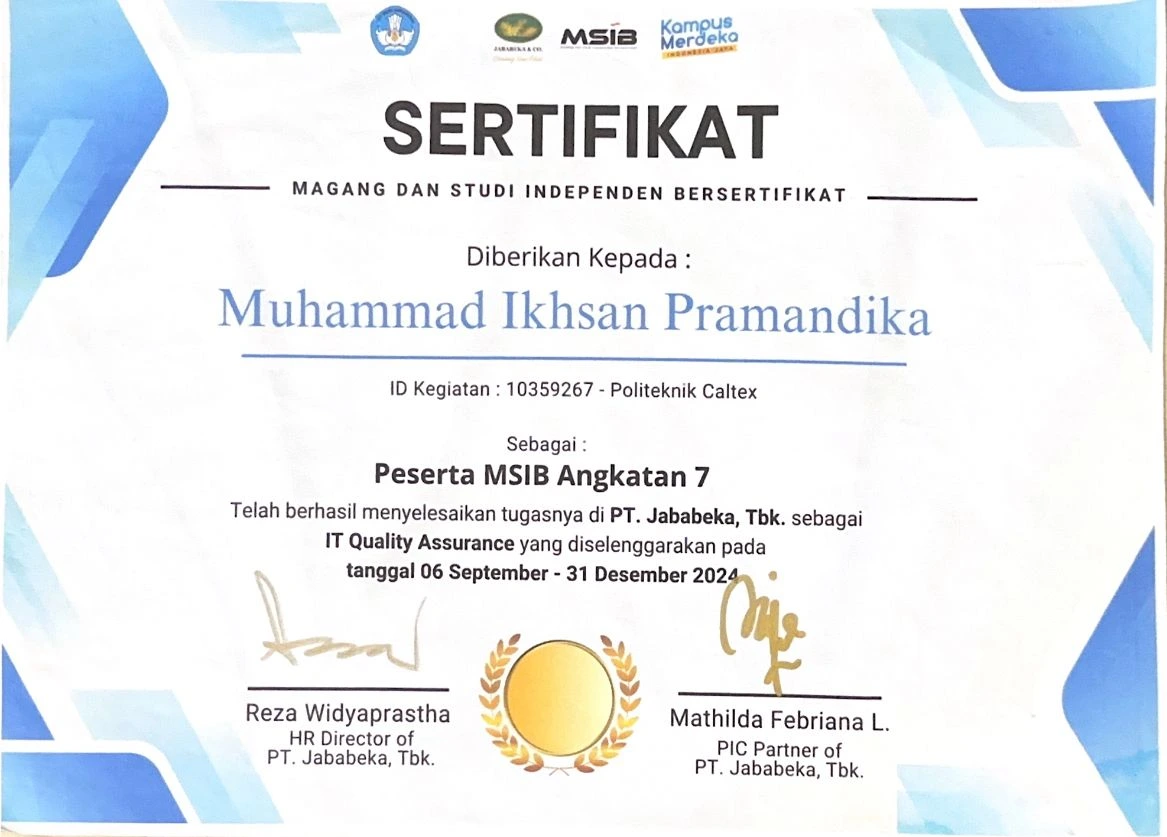 JABABEKA & CO.
MSIB
Kampus
Merdeka
INDONESIA JAYA
SERTIFIKAT
MAGANG DAN STUDI INDEPENDEN BERSERTIFIKAT
Diberikan Kepada :
Muhammad Ikhsan Pramandika
ID Kegiatan : 10359267 - Politeknik Caltex
Sebagai :
Peserta MSIB Angkatan 7
Telah berhasil menyelesaikan tugasnya di PT. Jababeka, Tbk. sebagai
IT Quality Assurance yang diselenggarakan pada
tanggal 06 September - 31 Desember 2024
Reza Widyaprastha
HR Director of
PT. Jababeka, Tbk.
Mathilda Febriana L.
PIC Partner of
PT. Jababeka, Tbk.